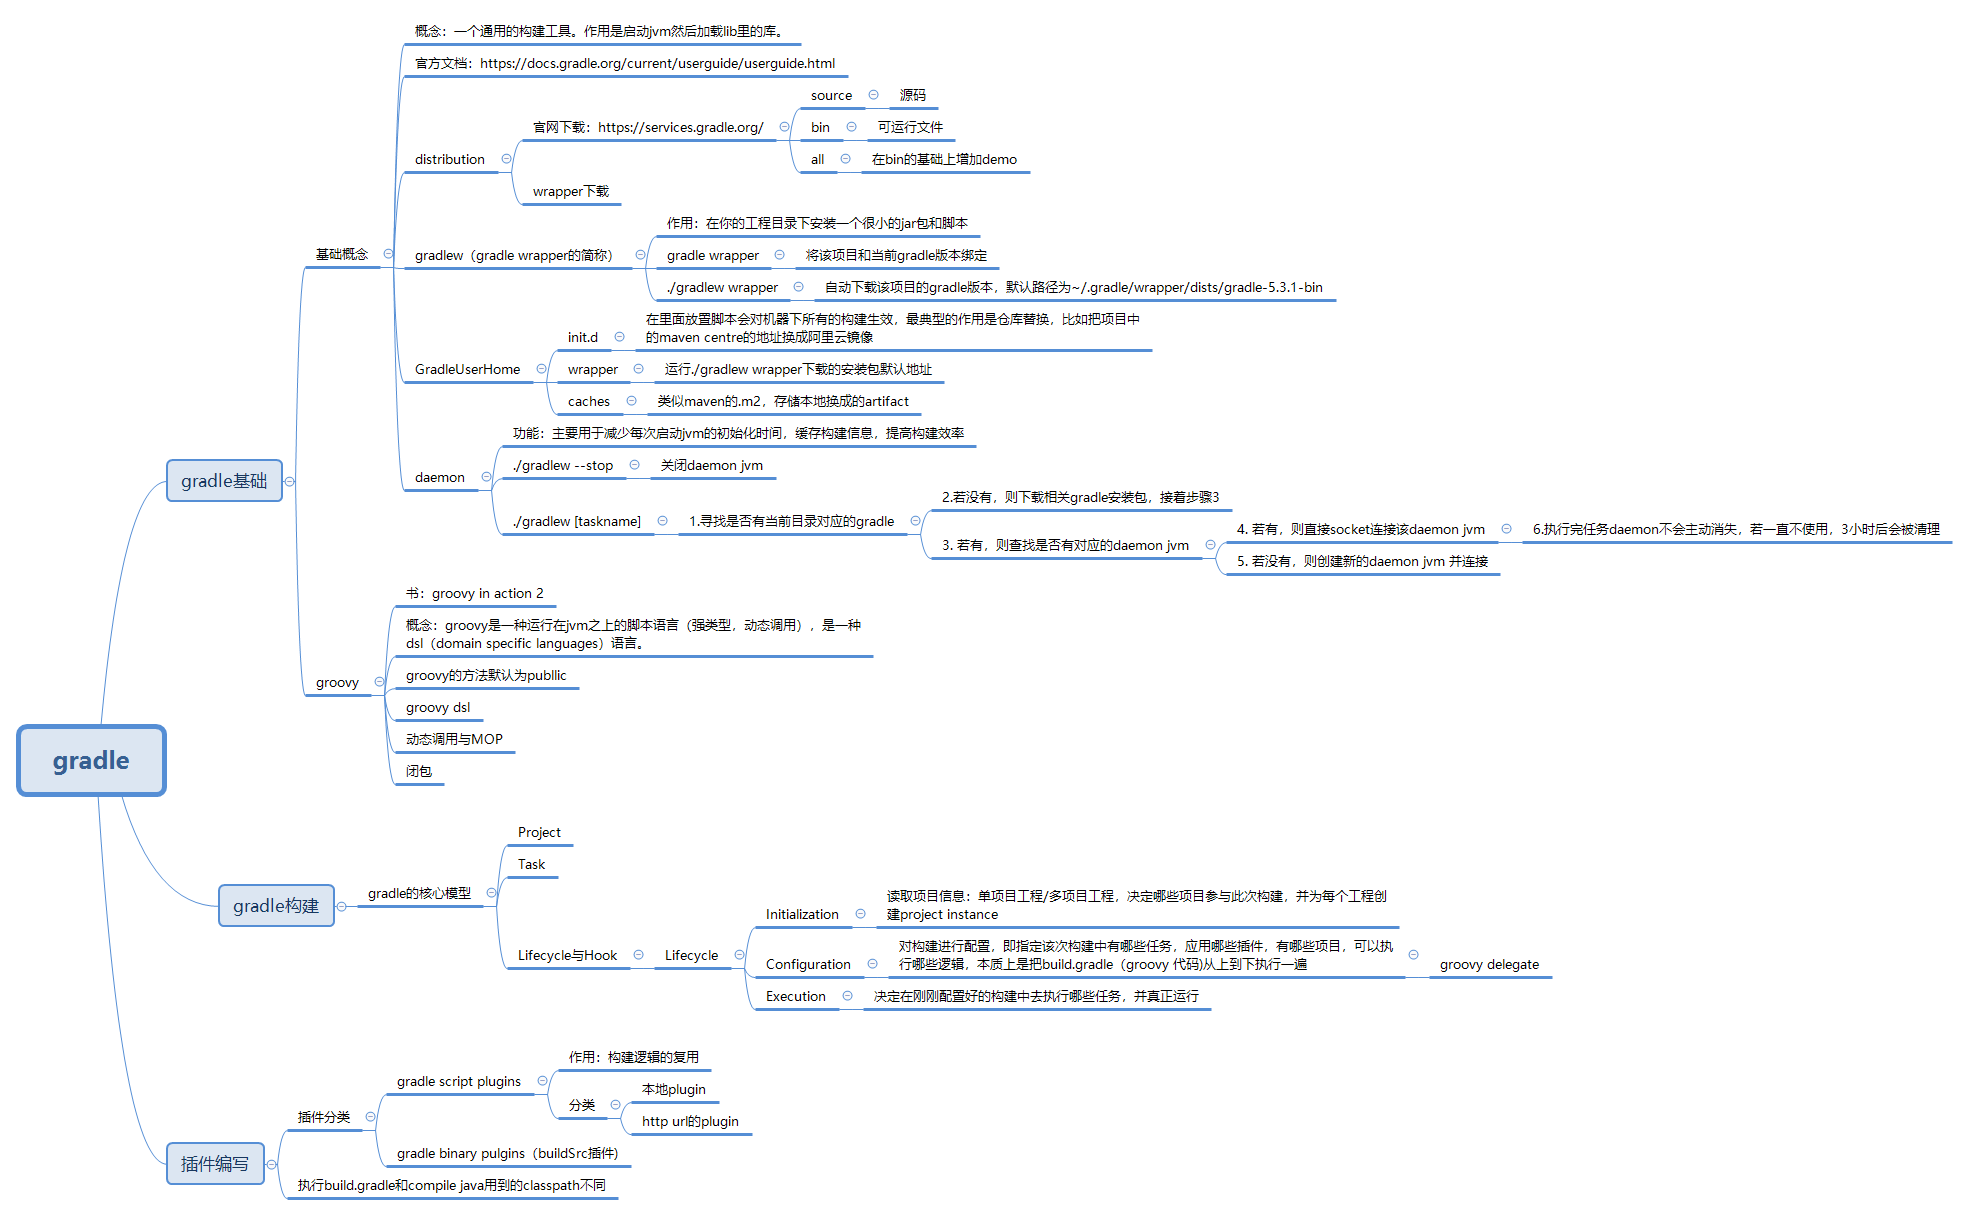 gradle
gradle基础
基础概念
概念：一个通用的构建工具。作用是启动jvm然后加载lib里的库。
官方文档：https://docs.gradle.org/current/userguide/userguide.html
distribution
官网下载：https://services.gradle.org/
source
源码
bin
可运行文件
all
在bin的基础上增加demo
wrapper下载
gradlew（gradle wrapper的简称）
作用：在你的工程目录下安装一个很小的jar包和脚本
gradle wrapper
将该项目和当前gradle版本绑定
./gradlew wrapper
自动下载该项目的gradle版本，默认路径为~/.gradle/wrapper/dists/gradle-5.3.1-bin
GradleUserHome
init.d
在里面放置脚本会对机器下所有的构建生效，最典型的作用是仓库替换，比如把项目中
的maven centre的地址换成阿里云镜像
wrapper
运行./gradlew wrapper下载的安装包默认地址
caches
类似maven的.m2，存储本地换成的artifact
daemon
功能：主要用于减少每次启动jvm的初始化时间，缓存构建信息，提高构建效率
./gradlew --stop
关闭daemon jvm
./gradlew [taskname]
1.寻找是否有当前目录对应的gradle
2.若没有，则下载相关gradle安装包，接着步骤3
3. 若有，则查找是否有对应的daemon jvm
4. 若有，则直接socket连接该daemon jvm
6.执行完任务daemon不会主动消失，若一直不使用，3小时后会被清理
5. 若没有，则创建新的daemon jvm 并连接
groovy
书：groovy in action 2
概念：groovy是一种运行在jvm之上的脚本语言（强类型，动态调用），是一种
dsl（domain specific languages）语言。
groovy的方法默认为publlic
groovy dsl
动态调用与MOP
闭包
gradle构建
gradle的核心模型
Project
Task
Lifecycle与Hook
Lifecycle
Initialization
读取项目信息：单项目工程/多项目工程，决定哪些项目参与此次构建，并为每个工程创
建project instance
Configuration
对构建进行配置，即指定该次构建中有哪些任务，应用哪些插件，有哪些项目，可以执
行哪些逻辑，本质上是把build.gradle（groovy 代码)从上到下执行一遍
groovy delegate
Execution
决定在刚刚配置好的构建中去执行哪些任务，并真正运行
插件编写
插件分类
gradle script plugins
作用：构建逻辑的复用
分类
本地plugin
http url的plugin
gradle binary pulgins（buildSrc插件)
执行build.gradle和compile java用到的classpath不同